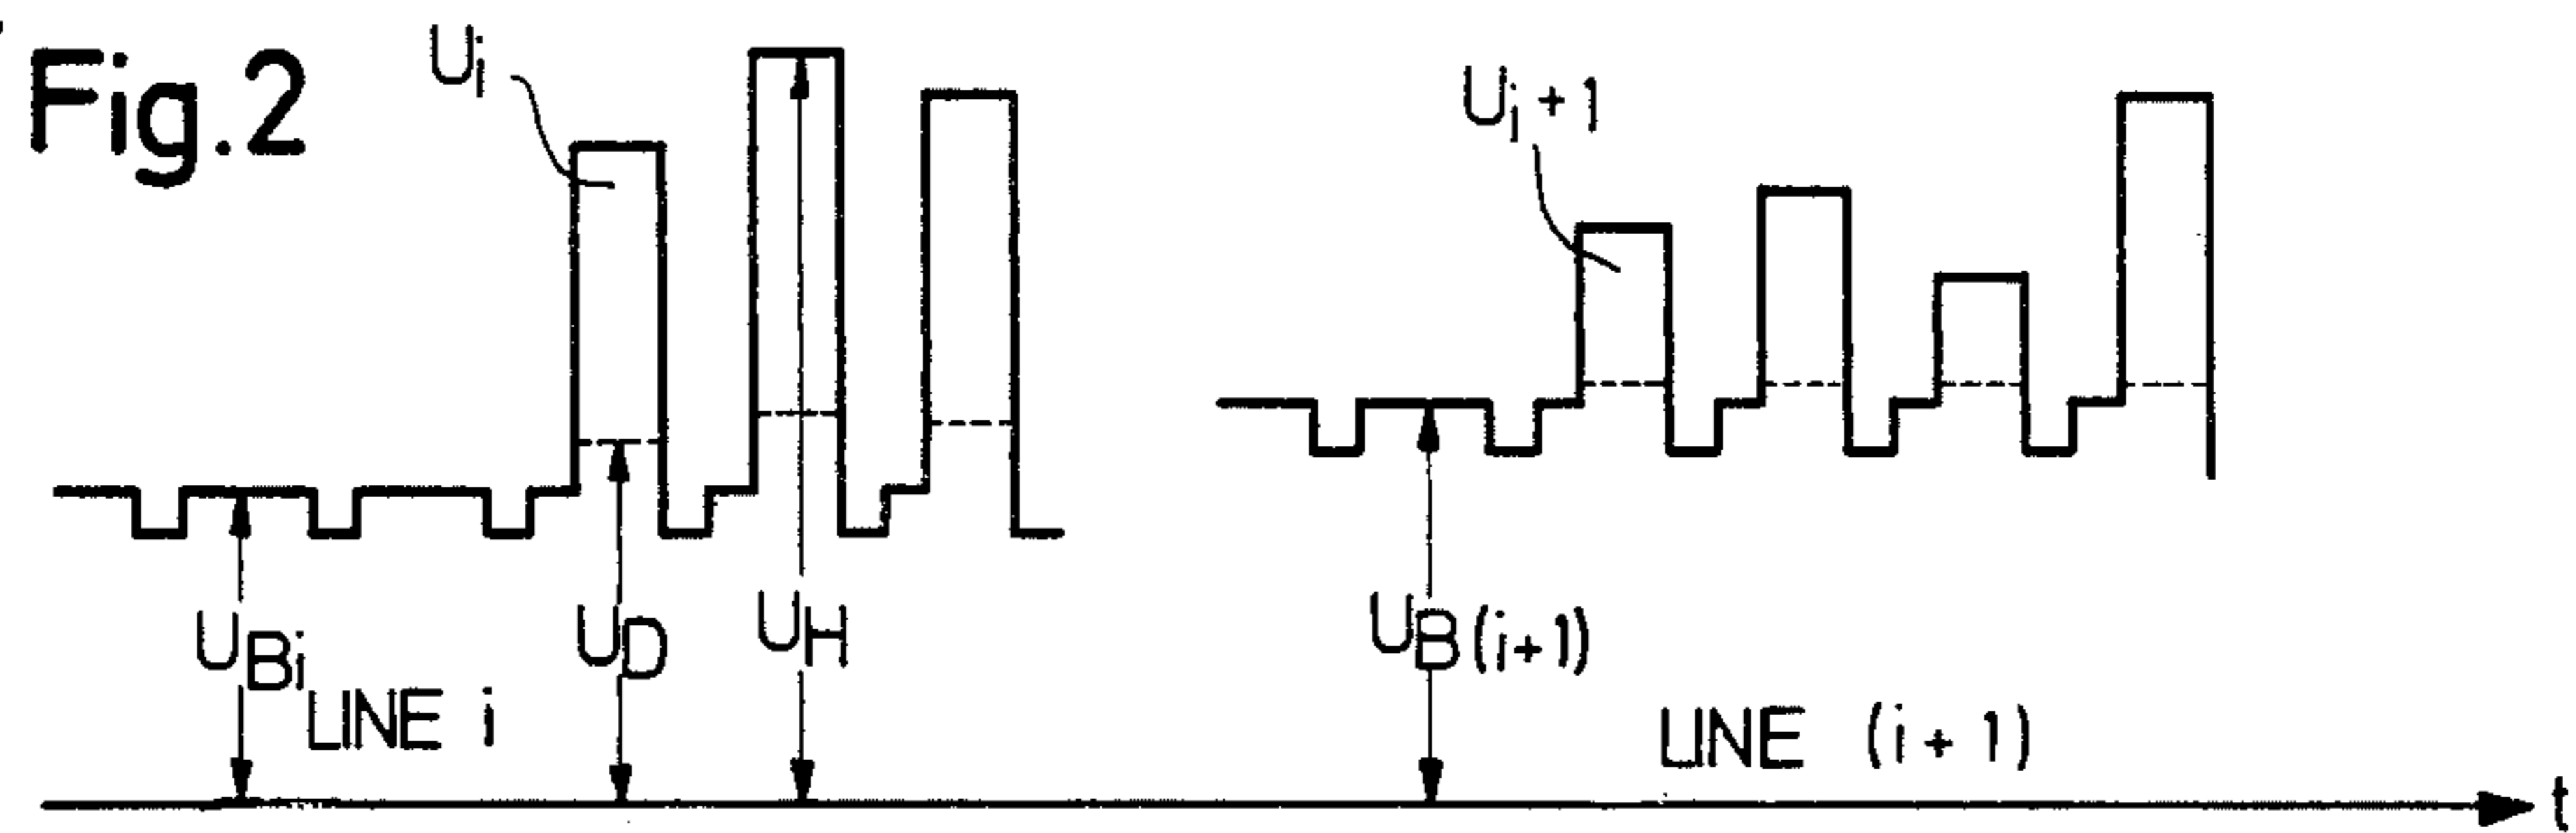 Fig.2
Ui
Ui+1
UBi
UD
UH
UB(i+1)
LINE i
LINE (i+1)
t